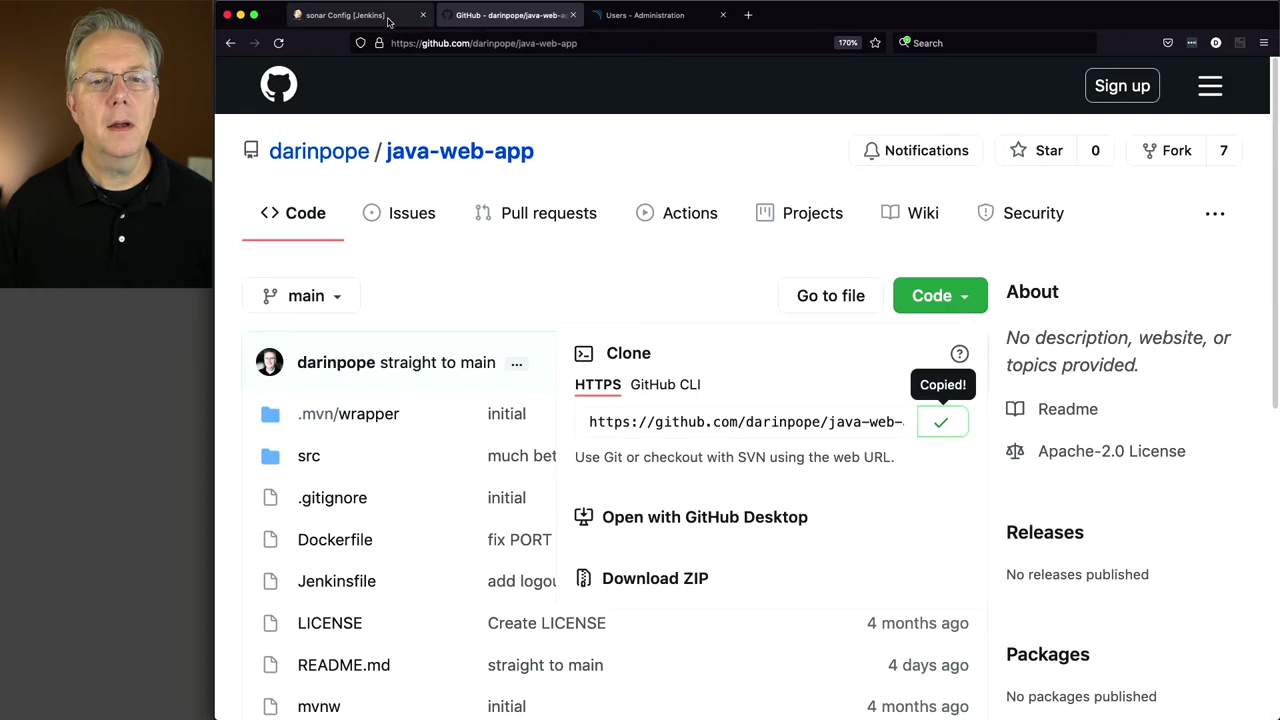 sonar Config [Jenkins]
GitHub - darinpope/java-web-ap
Users - Administration
https://github.com/darinpope/java-web-app
170%
Search
Sign up
darinpope / java-web-app
Notifications
Star 0
Fork 7
Code
Issues
Pull requests
Actions
Projects
Wiki
Security
main
Go to file
Code
About
No description, website, or
topics provided.
Readme
Apache-2.0 License
Releases
No releases published
Packages
No packages published
darinpope straight to main
Clone
HTTPS GitHub CLI
Copied!
https://github.com/darinpope/java-web-
Use Git or checkout with SVN using the web URL.
Open with GitHub Desktop
Download ZIP
.mvn/wrapper initial
src much bet
.gitignore initial
Dockerfile fix PORT
Jenkinsfile add logou
LICENSE Create LICENSE 4 months ago
README.md straight to main 4 days ago
mvnw initial 4 months ago